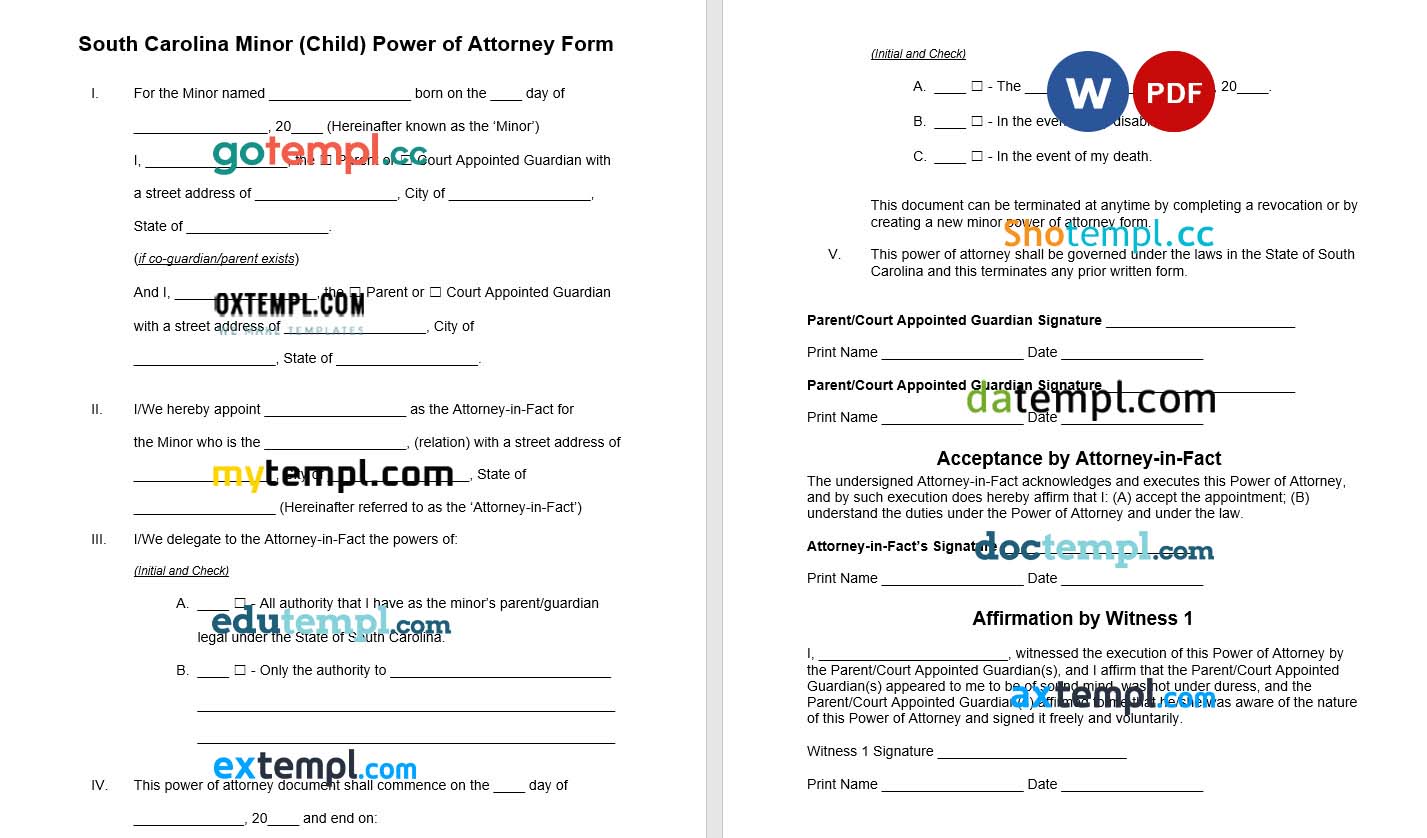 South Carolina Minor (Child) Power of Attorney Form
I. For the Minor named __________________ born on the ____ day of
_________________, 20____ (Hereinafter known as the ‘Minor’)
gotempl.cc
I, __________________, the ☐ Parent or ☐ Court Appointed Guardian with
a street address of __________________, City of __________________,
State of __________________.
(if co-guardian/parent exists)
And I, __________________, the ☐ Parent or ☐ Court Appointed Guardian
OXTEMPL.COM
WE MAKE TEMPLATES
with a street address of __________________, City of
__________________, State of __________________.
II. I/We hereby appoint __________________ as the Attorney-in-Fact for
the Minor who is the __________________, (relation) with a street address of
__________________, City of __________________, State of
mytempl.com
__________________ (Hereinafter referred to as the ‘Attorney-in-Fact’)
III. I/We delegate to the Attorney-in-Fact the powers of:
(Initial and Check)
A. ____ ☐ - All authority that I have as the minor’s parent/guardian
edutempl.com
legal under the State of South Carolina.
B. ____ ☐ - Only the authority to ____________________________
_____________________________________________________
_____________________________________________________
extempl.com
IV. This power of attorney document shall commence on the ____ day of
______________, 20____ and end on:
(Initial and Check)
W PDF
A. ____ ☐ - The ____ , 20____.
B. ____ ☐ - In the event
C. ____ ☐ - In the event of my death.
This document can be terminated at anytime by completing a revocation or by
creating a new minor power of attorney form.
Shotempl.cc
V. This power of attorney shall be governed under the laws in the State of South
Carolina and this terminates any prior written form.
Parent/Court Appointed Guardian Signature ________________________
Print Name __________________ Date __________________
Parent/Court Appointed Guardian Signature ________________________
datempl.com
Print Name __________________ Date __________________
Acceptance by Attorney-in-Fact
The undersigned Attorney-in-Fact acknowledges and executes this Power of Attorney,
and by such execution does hereby affirm that I: (A) accept the appointment; (B)
understand the duties under the Power of Attorney and under the law.
Attorney-in-Fact’s Signature ________________________
doctempl.com
Print Name __________________ Date __________________
Affirmation by Witness 1
I, ________________________, witnessed the execution of this Power of Attorney by
the Parent/Court Appointed Guardian(s), and I affirm that the Parent/Court Appointed
Guardian(s) appeared to me to be of sound mind, was not under duress, and the
axtempl.com
Parent/Court Appointed Guardian(s) affirmed to me that he/she was aware of the nature
of this Power of Attorney and signed it freely and voluntarily.
Witness 1 Signature ________________________
Print Name __________________ Date __________________